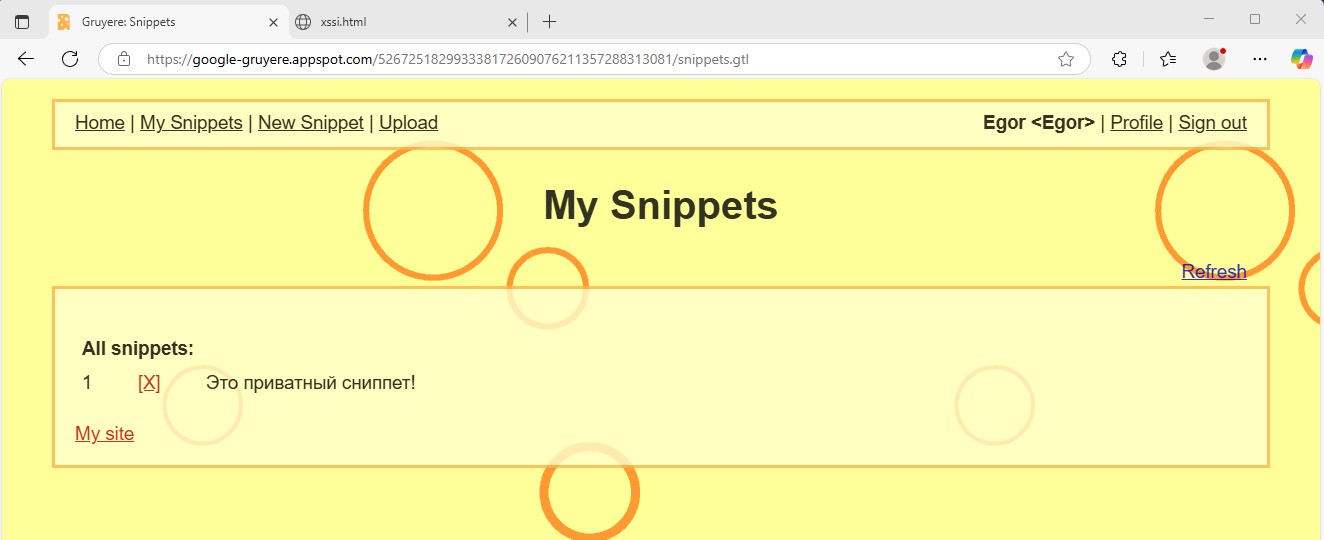 Gruyere: Snippets
xssi.html
https://google-gruyere.appspot.com/526725182993338172609076211357288313081/snippets.gtl
Home | My Snippets | New Snippet | Upload
Egor <Egor> | Profile | Sign out
My Snippets
Refresh
All snippets:
1 [X] Это приватный сниппет!
My site